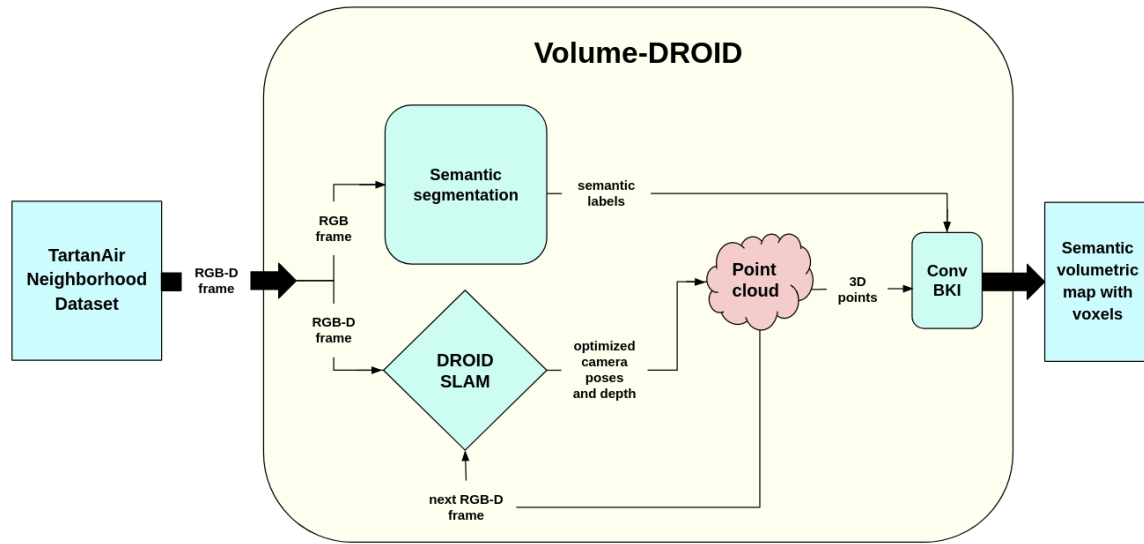 Volume-DROID
TartanAir
Neighborhood
Dataset
RGB-D
frame
RGB
frame
RGB-D
frame
Semantic
segmentation
semantic
labels
DROID
SLAM
optimized
camera
poses
and depth
next RGB-D
frame
Point
cloud
3D
points
Conv
BKI
Semantic
volumetric
map with
voxels